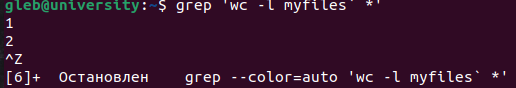 gleb@university:~$ grep 'wc -l myfiles` *'
1
2
^Z
[6]+  Остановлен    grep --color=auto 'wc -l myfiles` *'